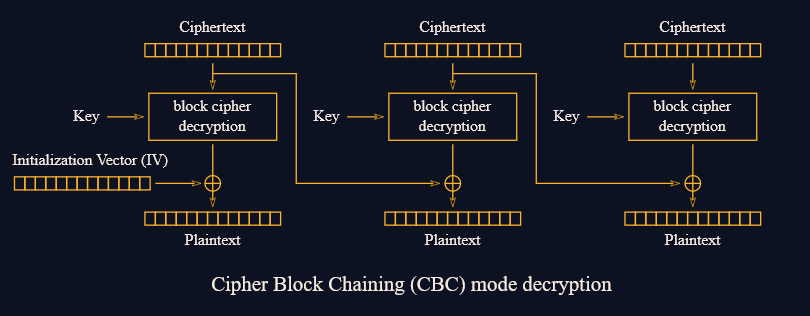 Ciphertext
Ciphertext
Ciphertext
Key
block cipher
decryption
Key
block cipher
decryption
Key
block cipher
decryption
Initialization Vector (IV)
Plaintext
Plaintext
Plaintext
Cipher Block Chaining (CBC) mode decryption